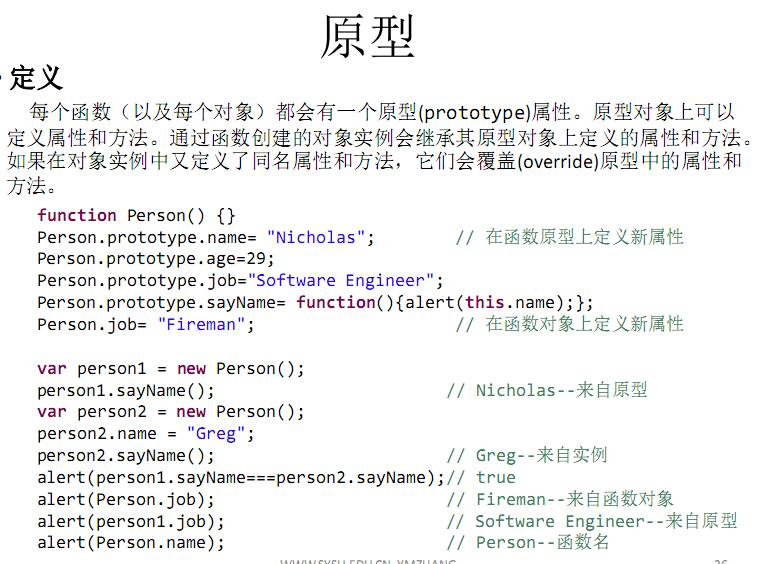 原型
• 定义
每个函数（以及每个对象）都会有一个原型(prototype)属性。原型对象上可以
定义属性和方法。通过函数创建的对象实例会继承其原型对象上定义的属性和方法。
如果在对象实例中又定义了同名属性和方法，它们会覆盖(override)原型中的属性和
方法。
function Person() {}
Person.prototype.name= "Nicholas"; // 在函数原型上定义新属性
Person.prototype.age=29;
Person.prototype.job="Software Engineer";
Person.prototype.sayName= function(){alert(this.name);};
Person.job= "Fireman"; // 在函数对象上定义新属性
var person1 = new Person();
person1.sayName(); // Nicholas--来自原型
var person2 = new Person();
person2.name = "Greg";
person2.sayName(); // Greg--来自实例
alert(person1.sayName===person2.sayName);// true
alert(Person.job); // Fireman--来自函数对象
alert(person1.job); // Software Engineer--来自原型
alert(Person.name); // Person--函数名